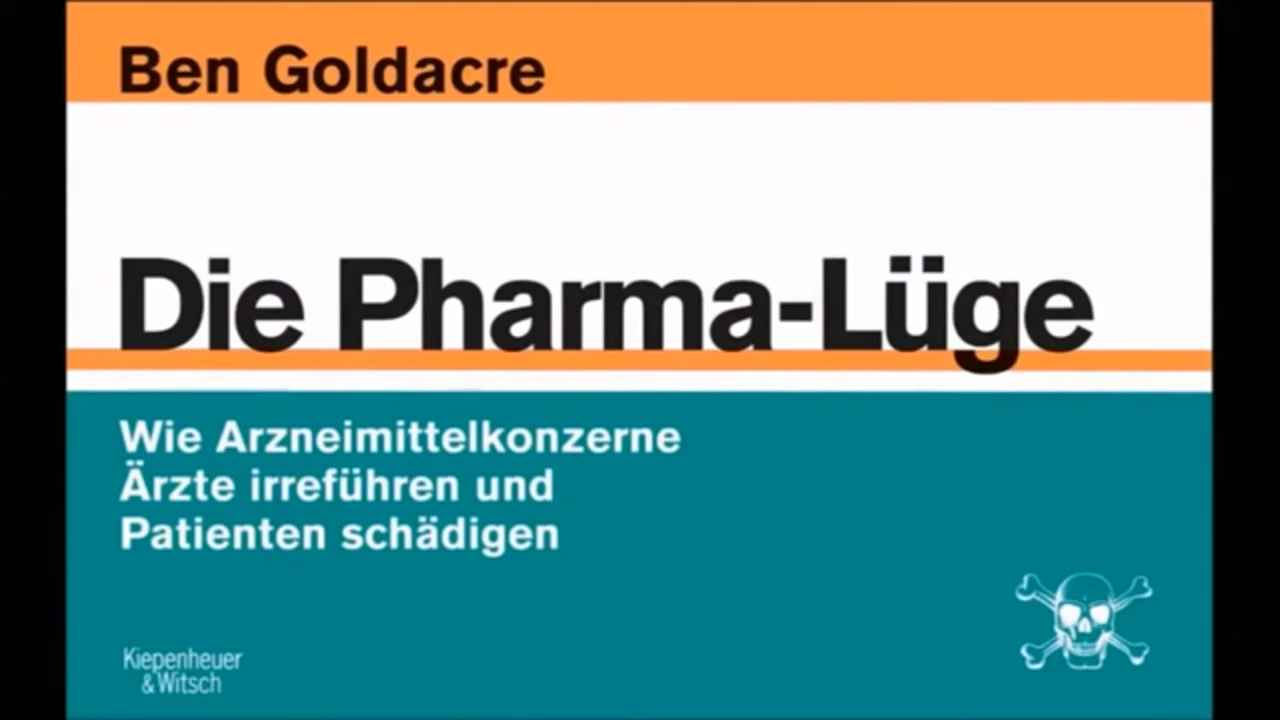 Ben Goldacre
Die Pharma-Lüge
Wie Arzneimittelkonzerne
Ärzte irreführen und
Patienten schädigen
Kiepenheuer
& Witsch